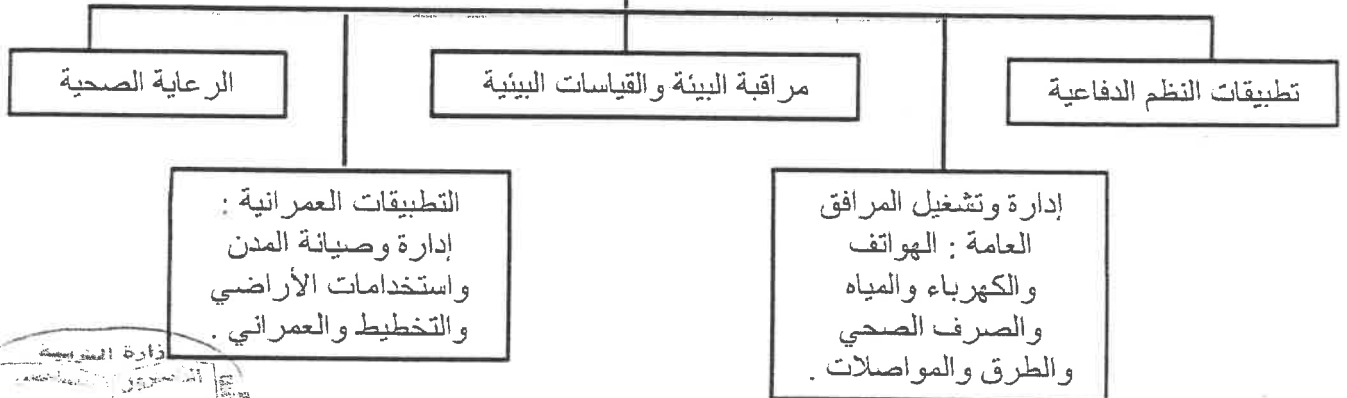 تطبيقات النظم الدفاعية
مراقبة البيئة والقياسات البيئية
الرعاية الصحية
إدارة وتشغيل المرافق
العامة : الهواتف
والكهرباء والمياه
والصرف الصحي
والطرق والمواصلات .
التطبيقات العمرانية :
إدارة وصيانة المدن
واستخدامات الأراضي
والتخطيط والعمراني .